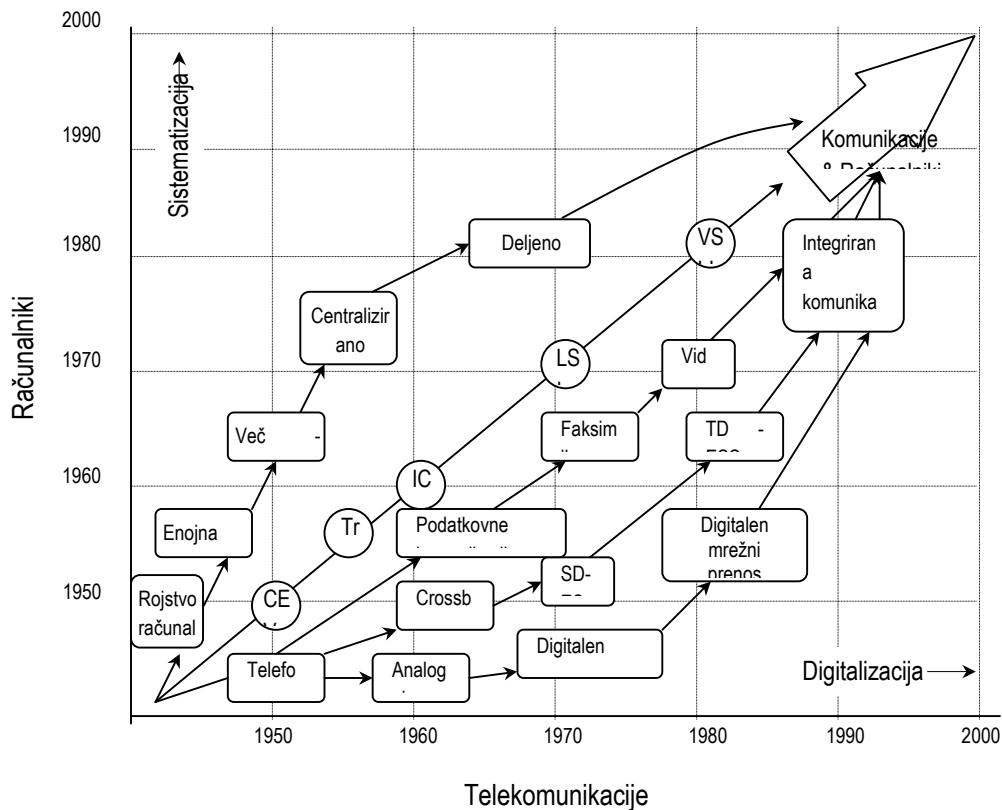 2000
Sistematizacija
1990
Komunikacije
& Računalniki
1980
Deljeno
VS
Integriran
a
komunika
Centralizir
ano
Računalniki
1970
LS
Vid
Več -
Faksim
TD -
1960
IC
Enojna
Tr
Podatkovne
Digitalen
mrežni
prenos
SD-
1950
Rojstvo
računal
CE
Crossb
Telefo
Analog
Digitalen
Digitalizacija
1950
1960
1970
1980
1990
2000
Telekomunikacije